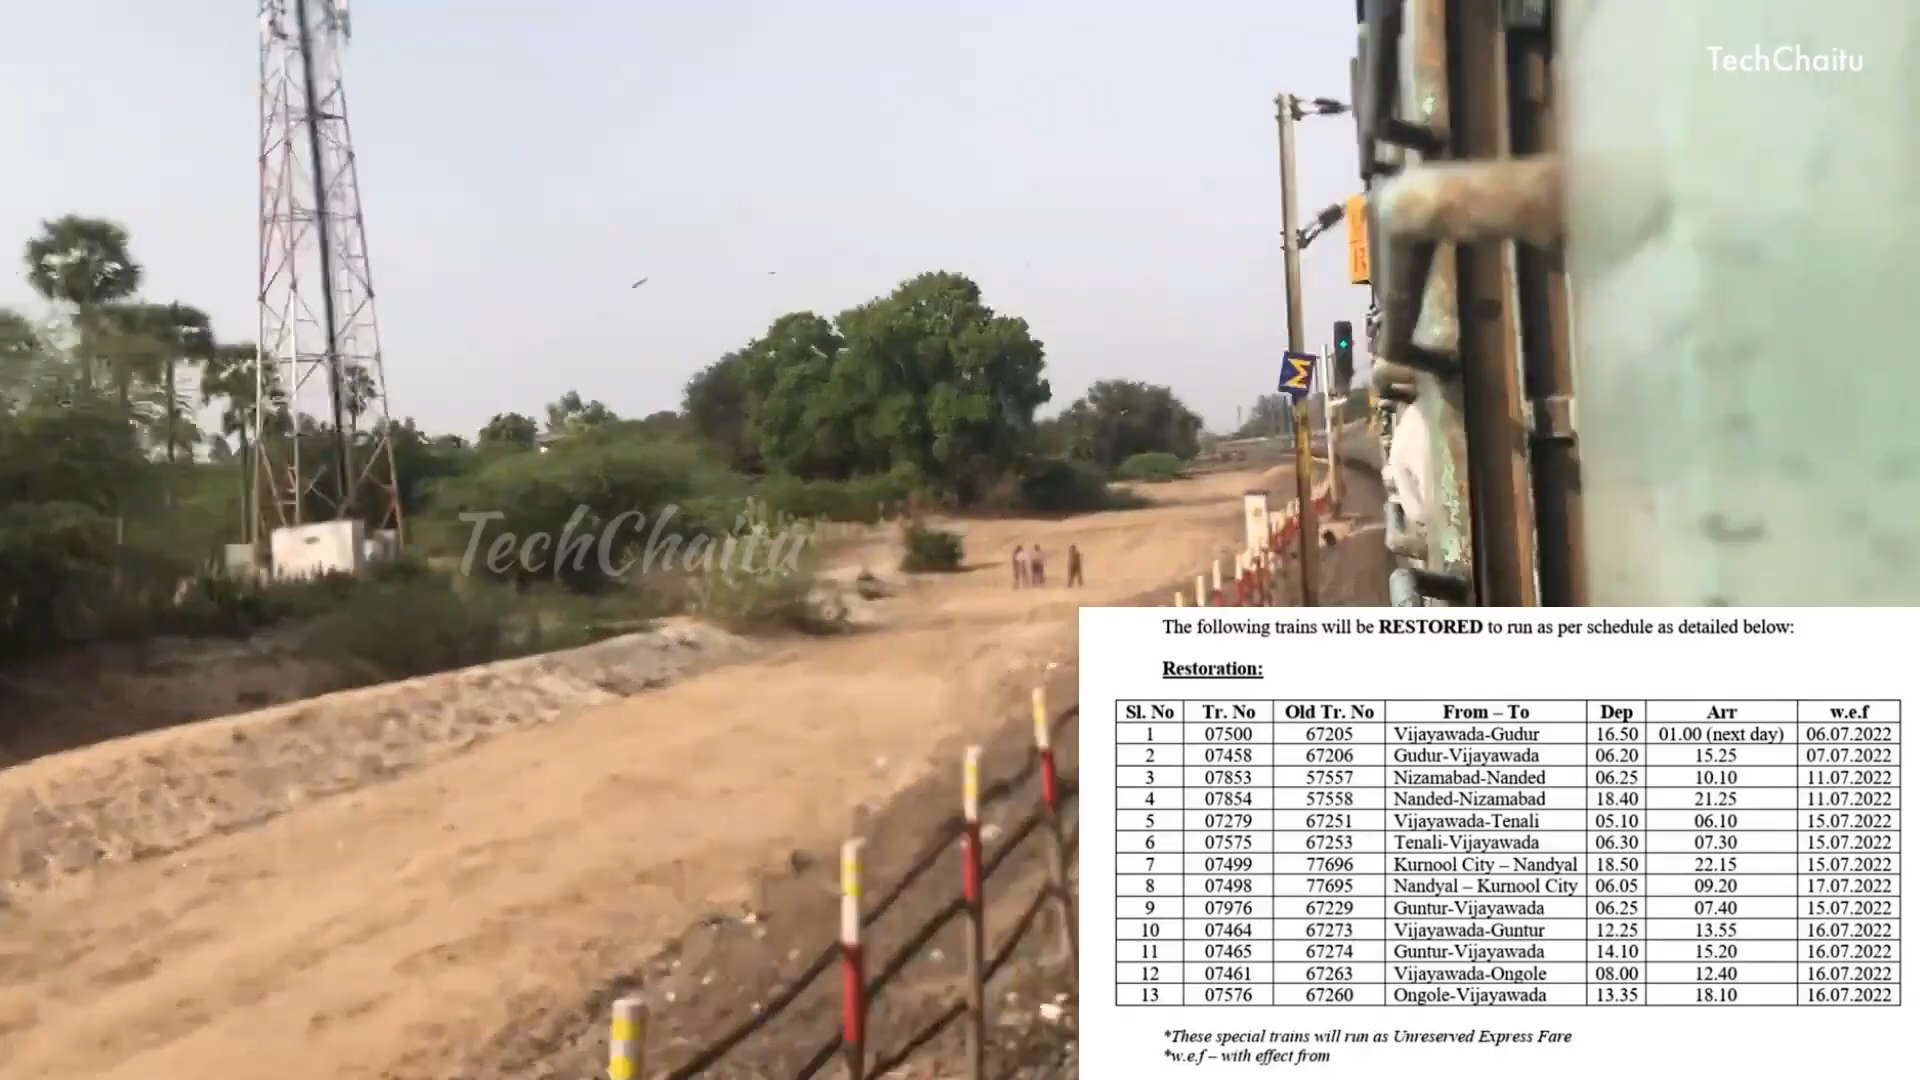 TechChaitu
TechChaitu
The following trains will be RESTORED to run as per schedule as detailed below:
Restoration:
Sl. No Tr. No Old Tr. No From – To Dep Arr w.e.f
1 07500 67205 Vijayawada-Gudur 16.50 01.00 (next day) 06.07.2022
2 07458 67206 Gudur-Vijayawada 06.20 15.25 07.07.2022
3 07853 57557 Nizamabad-Nanded 06.25 10.10 11.07.2022
4 07854 57558 Nanded-Nizamabad 18.40 21.25 11.07.2022
5 07279 67251 Vijayawada-Tenali 05.10 06.10 15.07.2022
6 07575 67253 Tenali-Vijayawada 06.30 07.30 15.07.2022
7 07499 77696 Kurnool City – Nandyal 18.50 22.15 15.07.2022
8 07498 77695 Nandyal – Kurnool City 06.05 09.20 17.07.2022
9 07976 67229 Guntur-Vijayawada 06.25 07.40 15.07.2022
10 07464 67273 Vijayawada-Guntur 12.25 13.55 16.07.2022
11 07465 67274 Guntur-Vijayawada 14.10 15.20 16.07.2022
12 07461 67263 Vijayawada-Ongole 08.00 12.40 16.07.2022
13 07576 67260 Ongole-Vijayawada 13.35 18.10 16.07.2022
*These special trains will run as Unreserved Express Fare
*w.e.f – with effect from